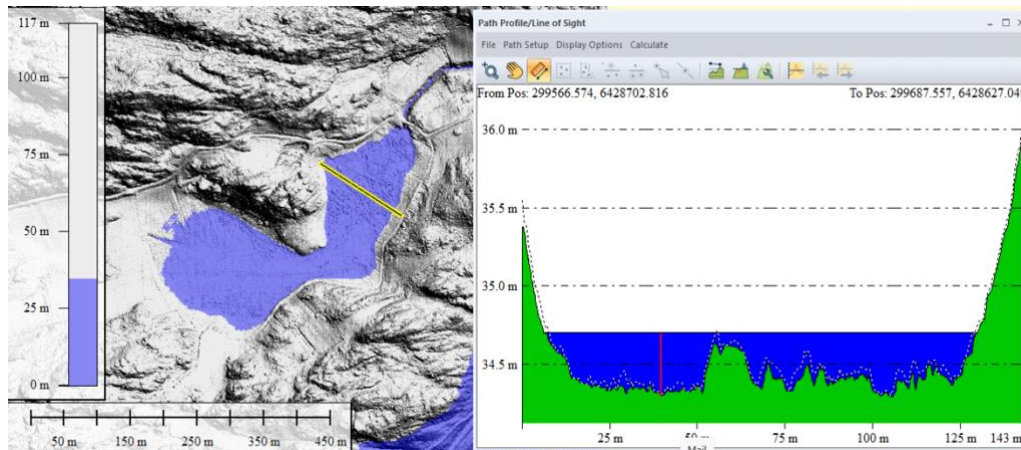 117 m
100 m
75 m
50 m
25 m
0 m
50 m 150 m 250 m 350 m 450 m
Path Profile/Line of Sight
File Path Setup Display Options Calculate
From Pos: 299566.574, 6428702.816
To Pos: 299687.557, 6428627.04
36.0 m
35.5 m
35.0 m
34.5 m
25 m 75 m 100 m 125 m 143 m